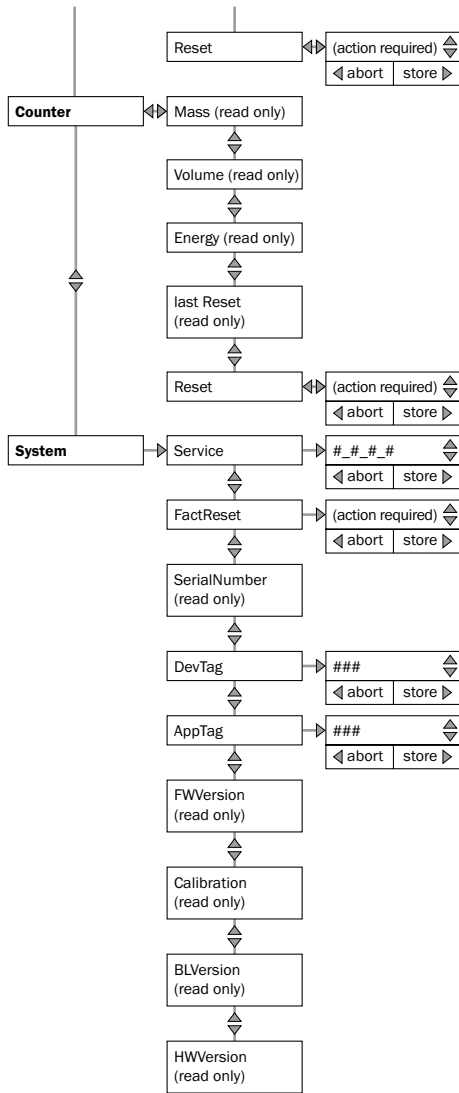 Reset
(action required)
abort
store
Counter
Mass (read only)
Volume (read only)
Energy (read only)
last Reset
(read only)
Reset
(action required)
abort
store
System
Service
#_#_#_#
abort
store
FactReset
(action required)
abort
store
SerialNumber
(read only)
DevTag
###
abort
store
AppTag
###
abort
store
FWVersion
(read only)
Calibration
(read only)
BLVersion
(read only)
HWVersion
(read only)